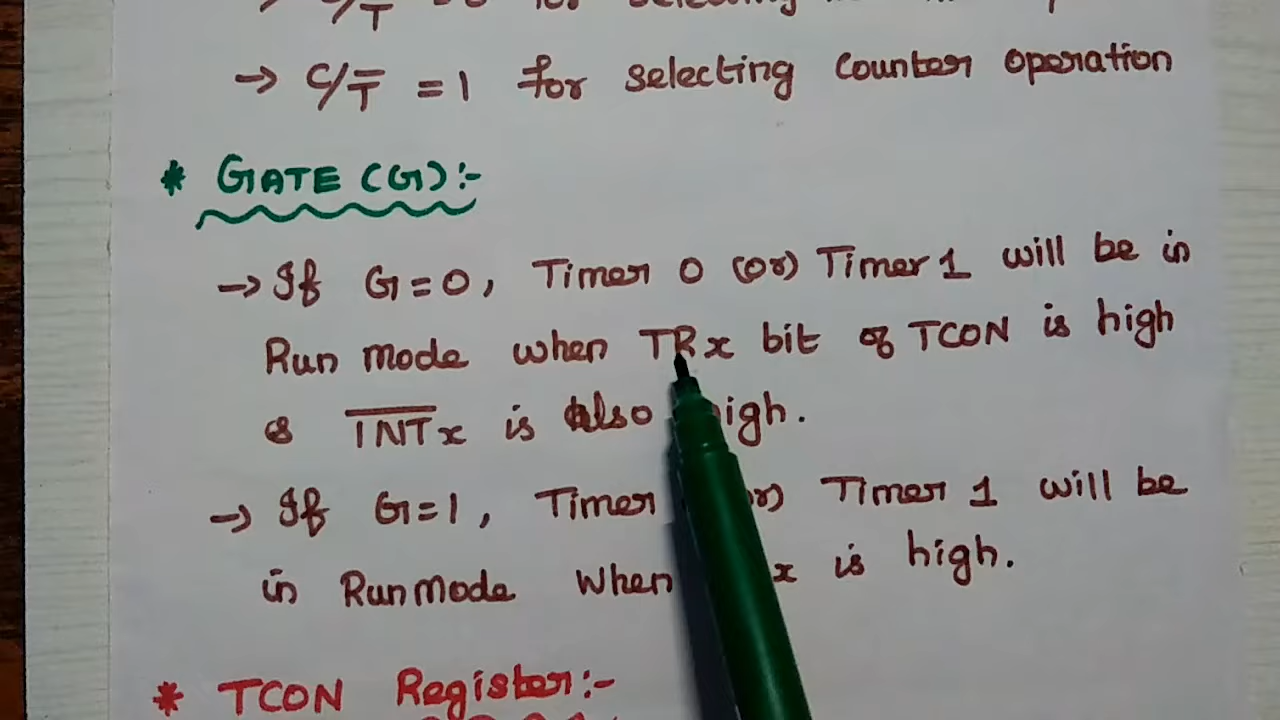 → C/T̅ = 1 for selecting Counter operation
* GATE (G):-
→ If G=0, Timer 0 (or) Timer 1 will be in
Run mode when TRx bit of TCON is high
& I̅N̅T̅x is also high.
→ If G=1, Timer Timer 1 will be
in Run Mode When x is high.
* TCON Register:-